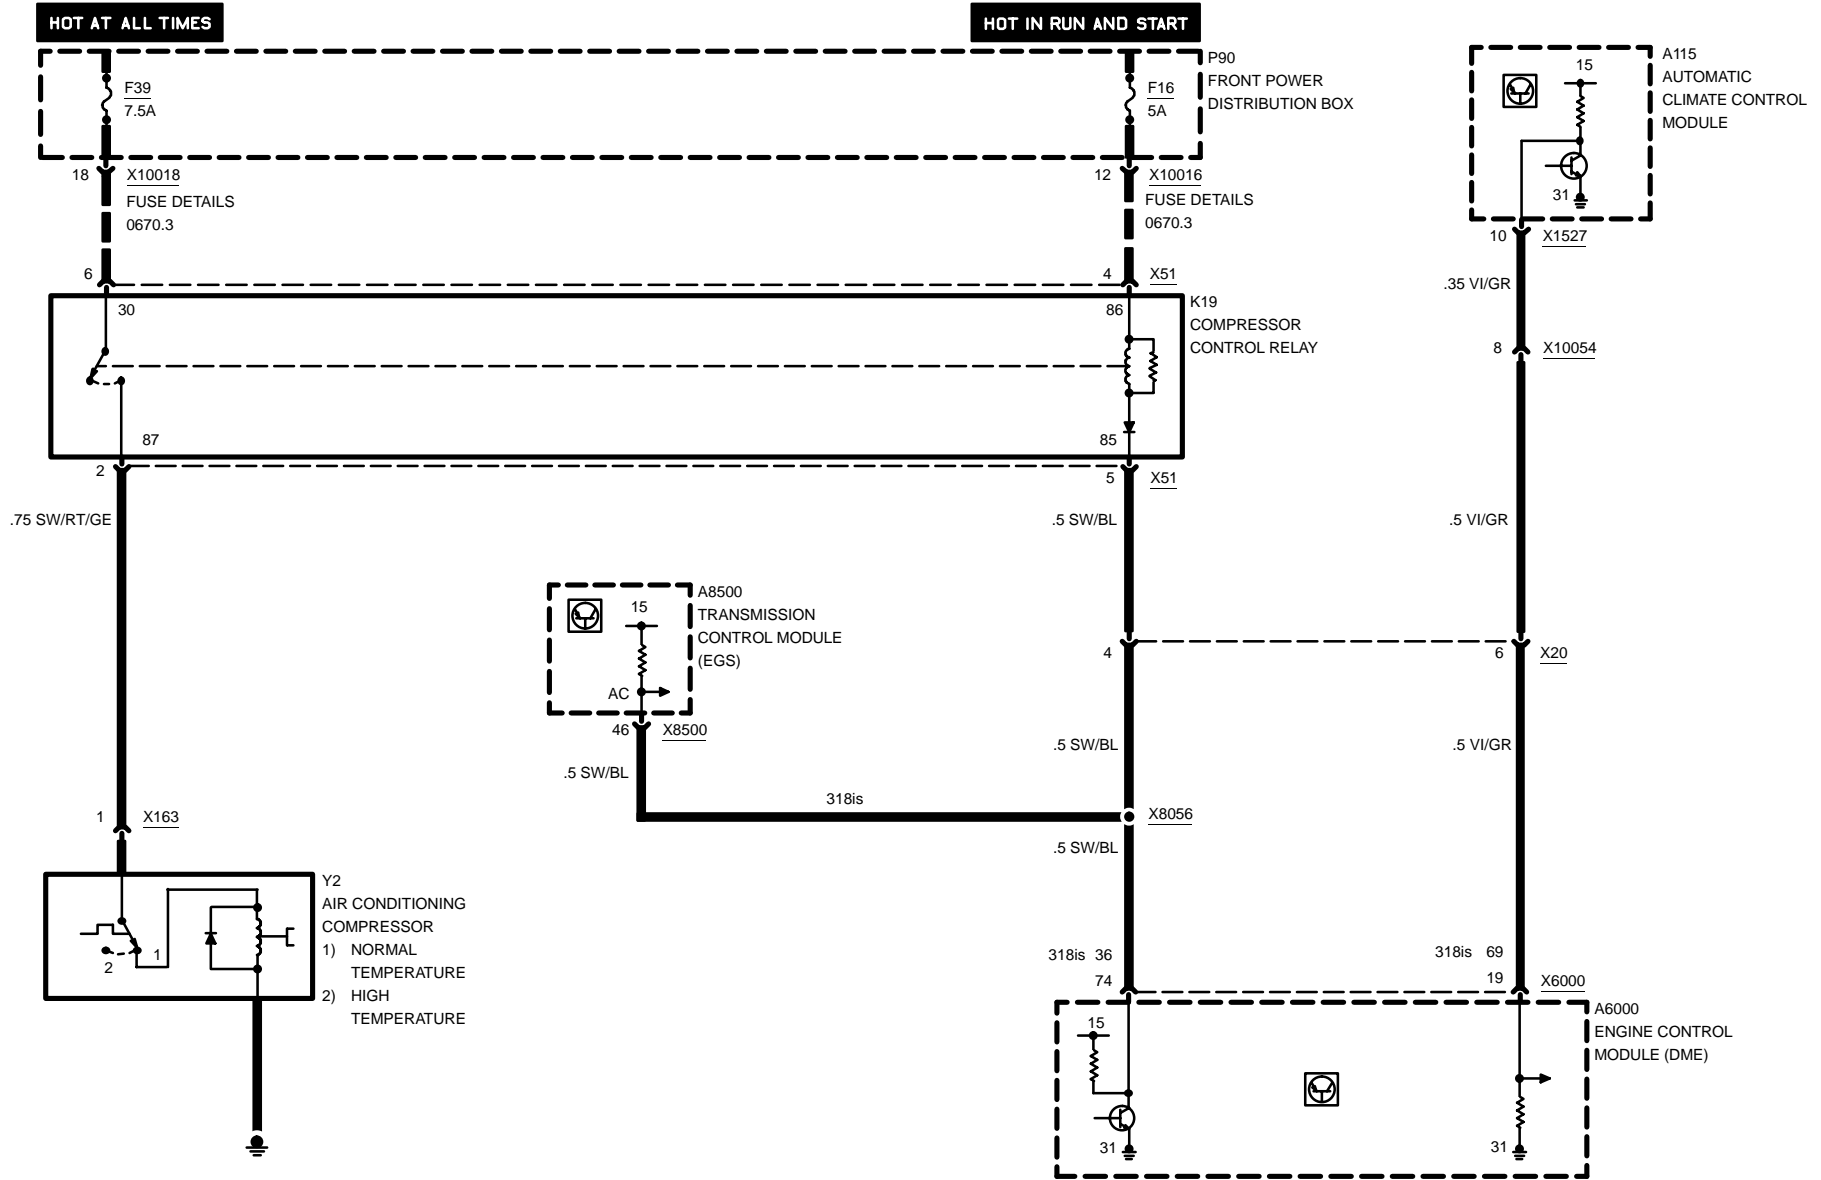 HOT AT ALL TIMES
HOT IN RUN AND START
F39
7.5A
F16
5A
P90
FRONT POWER
DISTRIBUTION BOX
15
31
A115
AUTOMATIC
CLIMATE CONTROL
MODULE
18
X10018
FUSE DETAILS
0670.3
12
X10016
FUSE DETAILS
0670.3
10
X1527
.35 VI/GR
6
4
X51
30
86
K19
COMPRESSOR
CONTROL RELAY
8
X10054
87
85
2
5
X51
.75 SW/RT/GE
.5 SW/BL
.5 VI/GR
15
AC
A8500
TRANSMISSION
CONTROL MODULE
(EGS)
4
6
X20
46
X8500
.5 SW/BL
.5 SW/BL
.5 VI/GR
318is
X8056
.5 SW/BL
1
X163
1
2
Y2
AIR CONDITIONING
COMPRESSOR
1) NORMAL
TEMPERATURE
2) HIGH
TEMPERATURE
318is 36
74
318is 69
19
X6000
15
31
31
A6000
ENGINE CONTROL
MODULE (DME)